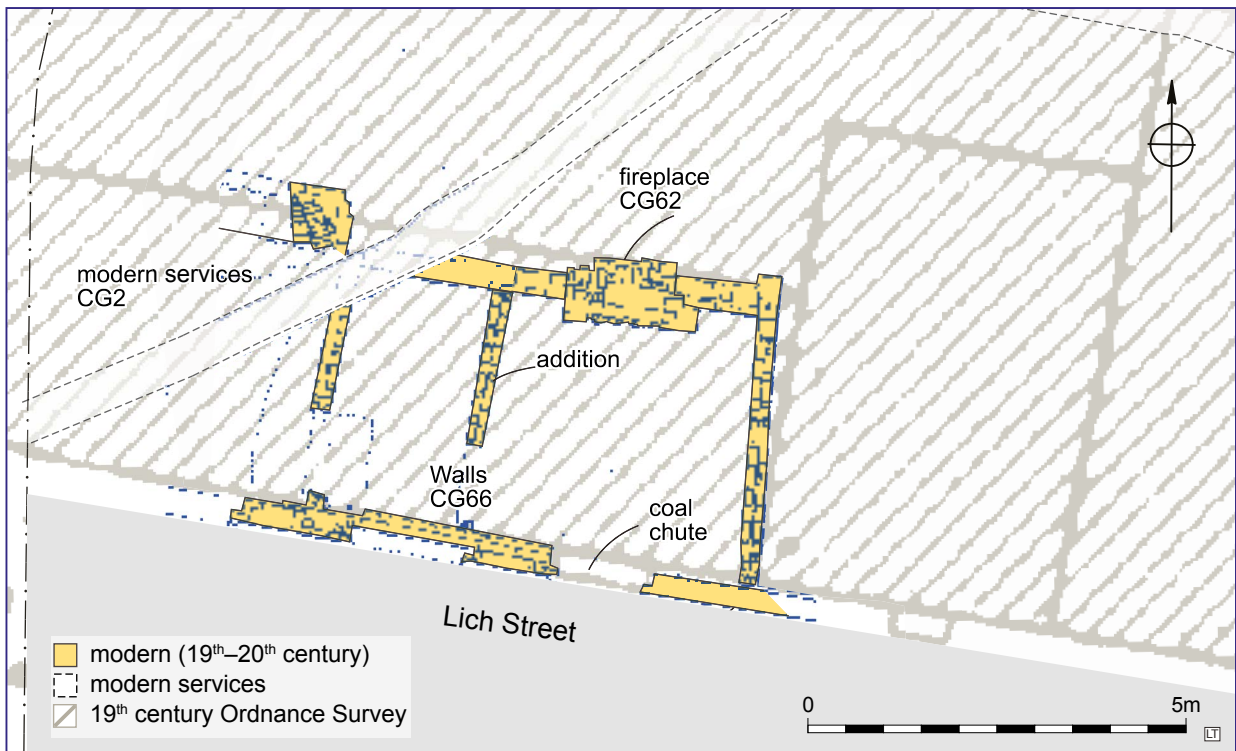 fireplace
CG62
modern services
CG2
addition
Walls
CG66
coal
chute
Lich Street
modern (19th–20th century)
modern services
19th century Ordnance Survey
0
5m
LT